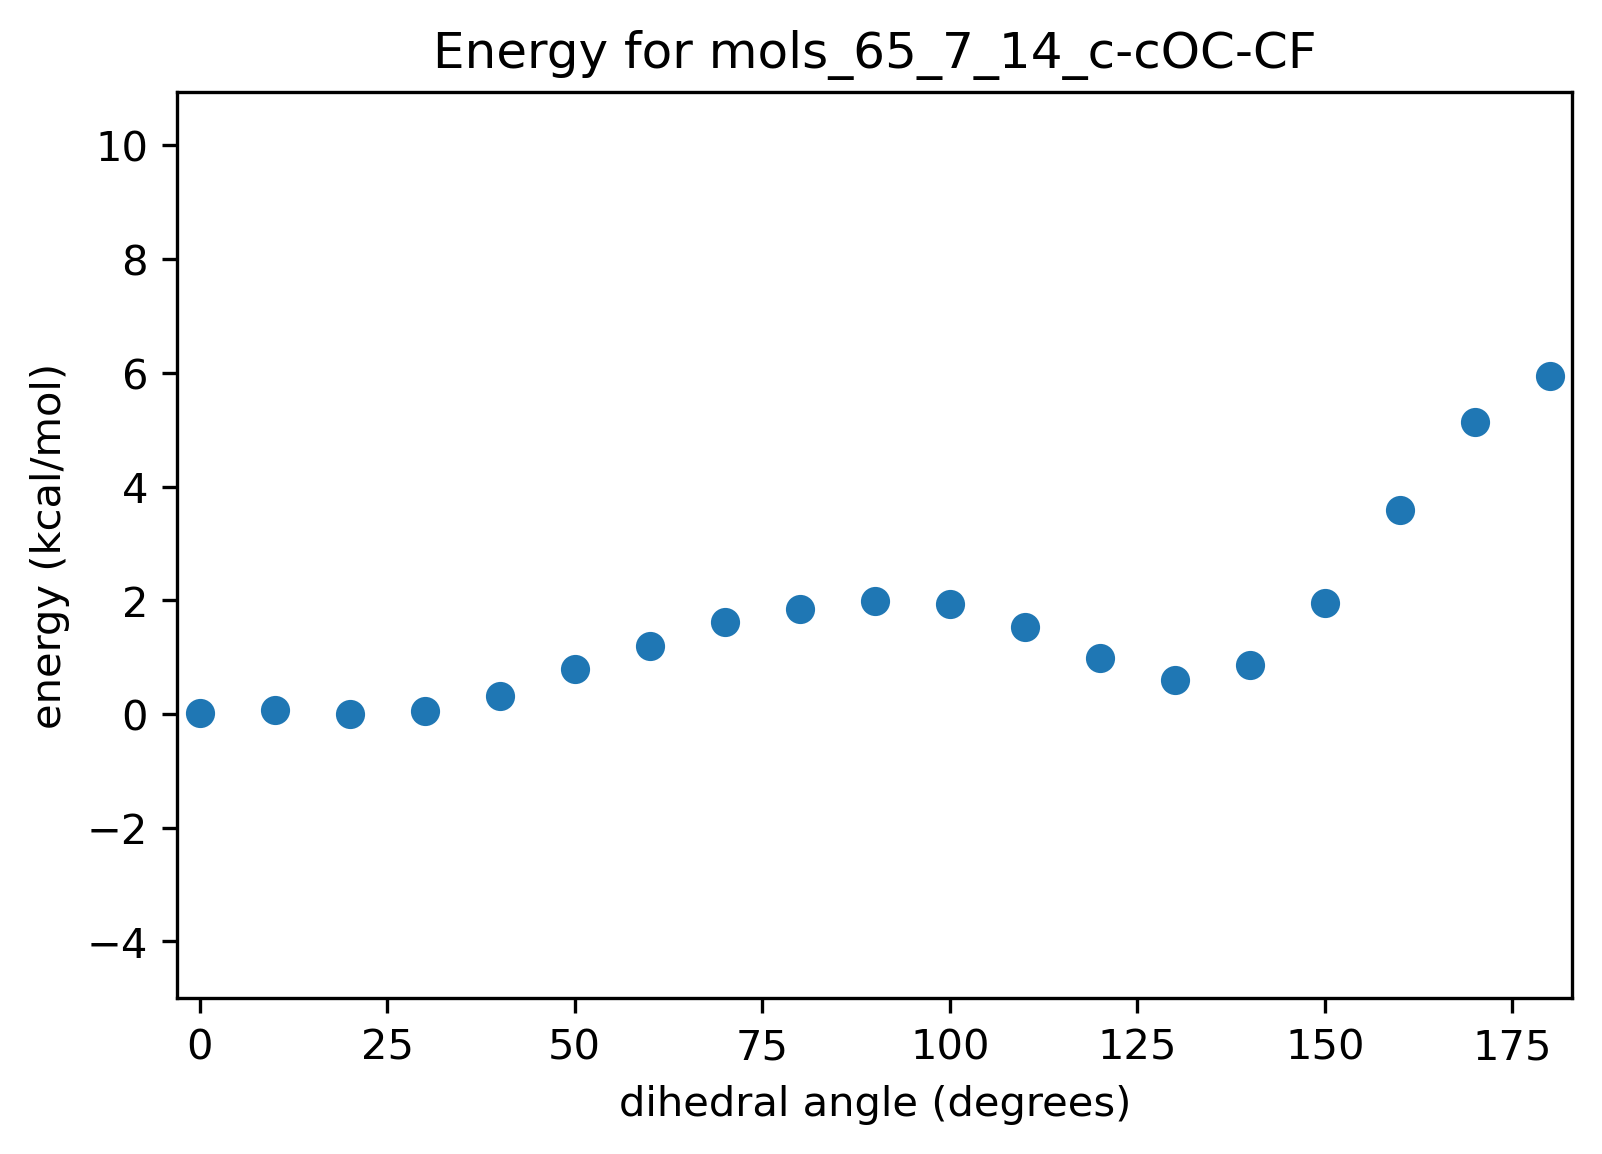 Energy for mols_65_7_14_c-cOC-CF
10
8
6
4
2
0
−2
−4
energy (kcal/mol)
0 25 50 75 100 125 150 175
dihedral angle (degrees)